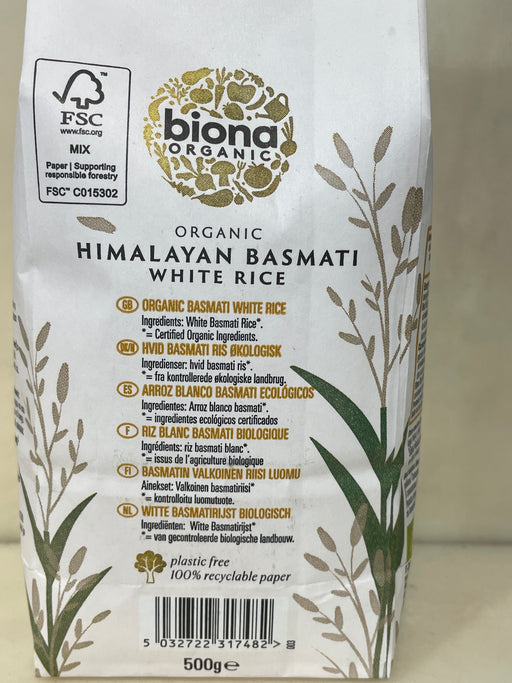 FSC™
www.fsc.org
MIX
Paper | Supporting
responsible forestry
FSC™ C015302
biona
ORGANIC
ORGANIC
HIMALAYAN BASMATI
WHITE RICE
GB ORGANIC BASMATI WHITE RICE
Ingredients: White Basmati Rice*.
*= Certified Organic Ingredients.
DK/N HVID BASMATI RIS ØKOLOGISK
Ingredienser: hvid basmati ris*.
*= fra kontrollerede økologiske landbrug.
ES ARROZ BLANCO BASMATI ECOLÓGICOS
Ingredientes: Arroz blanco basmati*.
*= ingredientes ecológicos certificados
F RIZ BLANC BASMATI BIOLOGIQUE
Ingrédients: riz basmati blanc*.
*= issus de l'agriculture biologique
FI BASMATIN VALKOINEN RIISI LUOMU
Ainekset: Valkoinen basmatiriisi*
*= kontrolloitu luomutuote.
NL WITTE BASMATIRIJST BIOLOGISCH
Ingrediënten: Witte Basmatirijst*
*= van gecontroleerde biologische landbouw.
plastic free
100% recyclable paper
5 032722 317482 >
500g℮